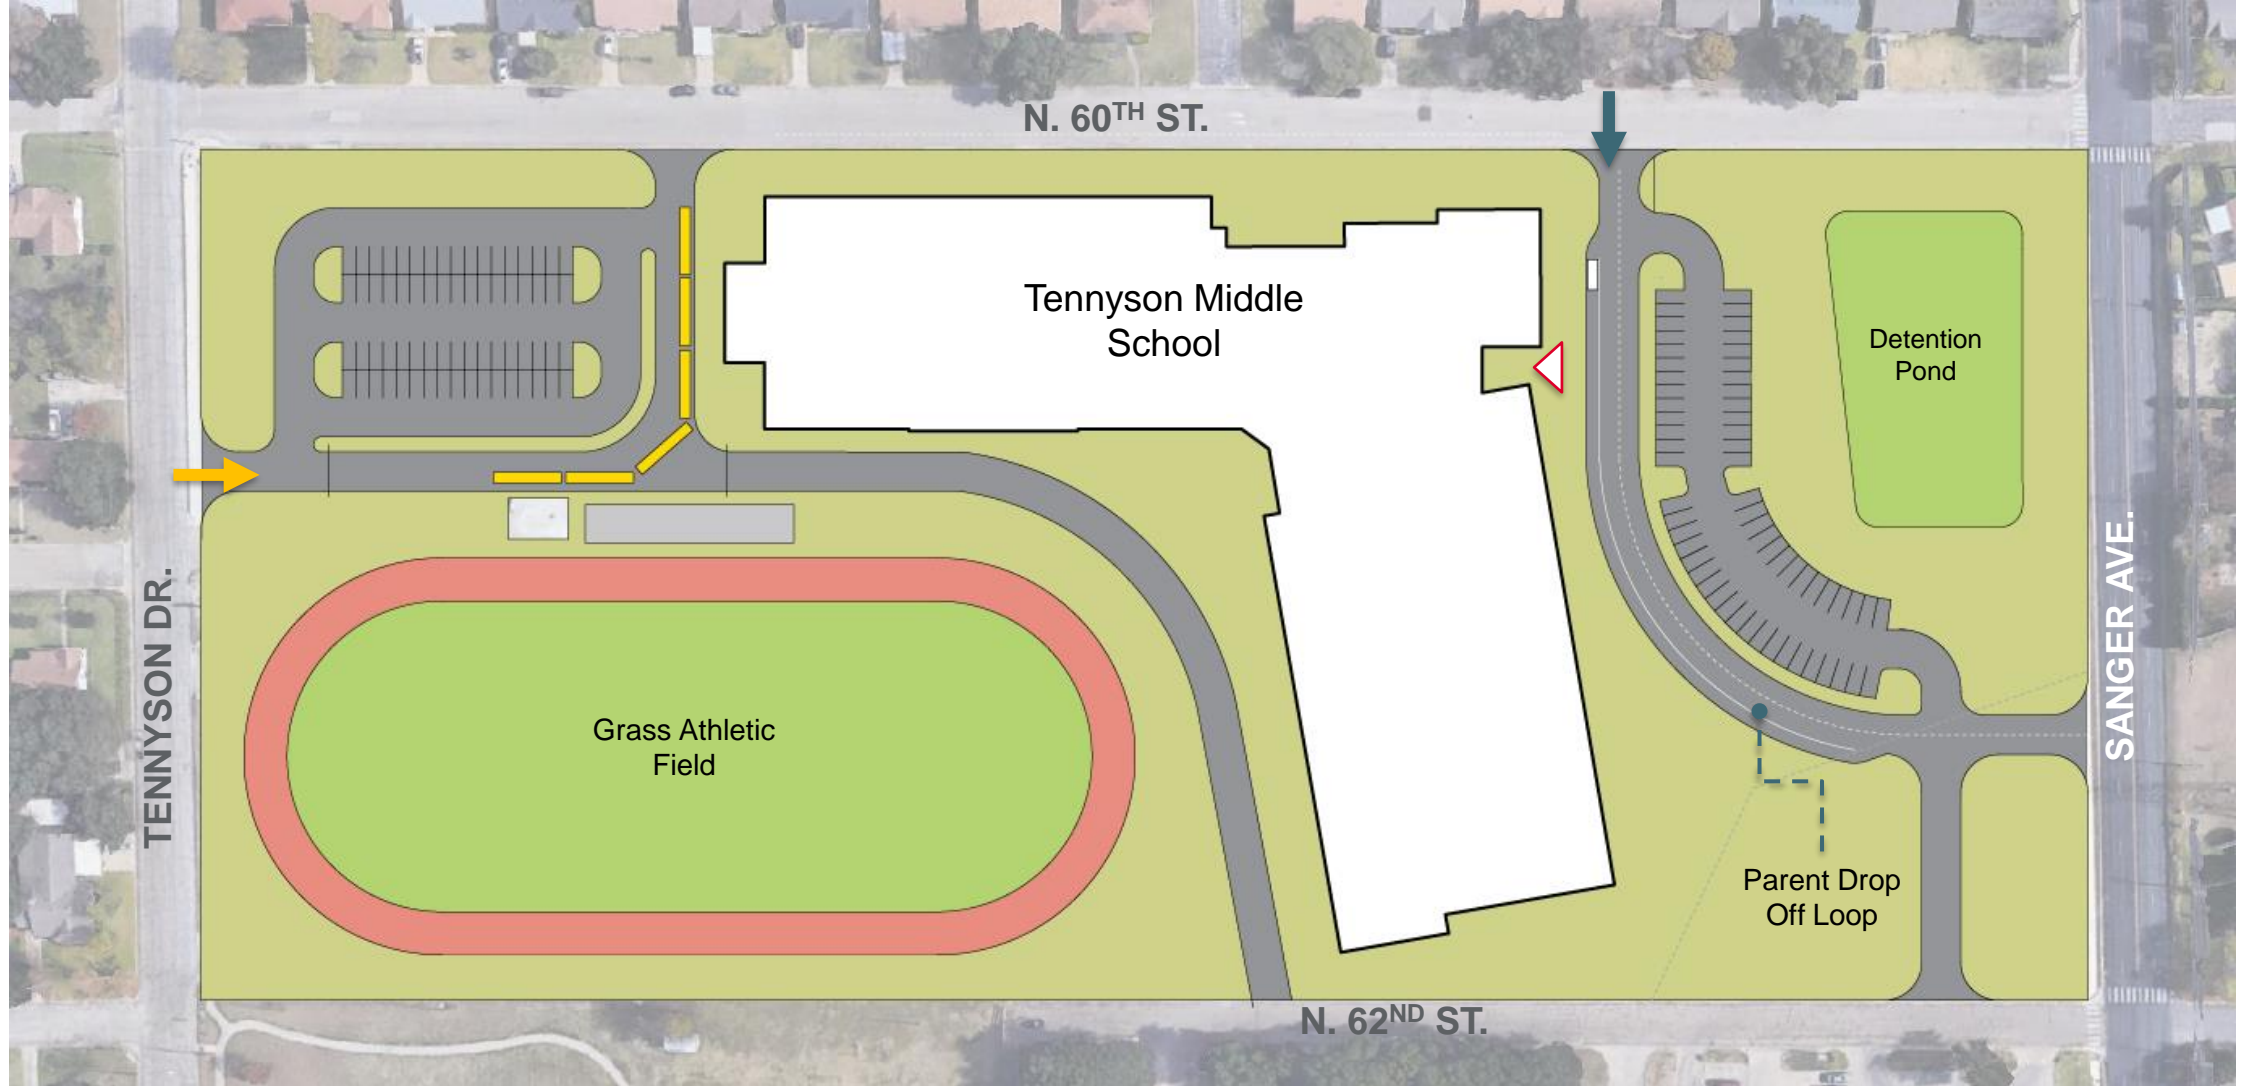 N. 60TH ST.
Tennyson Middle
School
Detention
Pond
TENNYSON DR.
SANGER AVE.
Grass Athletic
Field
Parent Drop
Off Loop
N. 62ND ST.